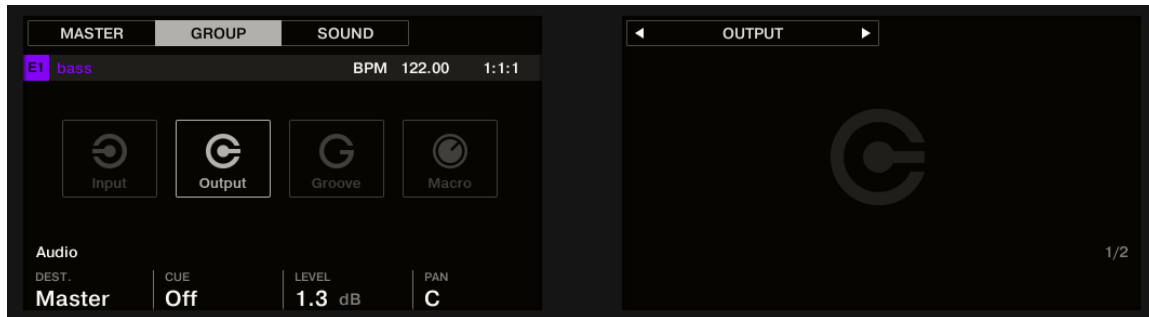 MASTER GROUP SOUND
E1 bass BPM 122.00 1:1:1
Input Output Groove Macro
Audio
DEST. CUE LEVEL PAN
Master Off 1.3 dB C
OUTPUT
1/2